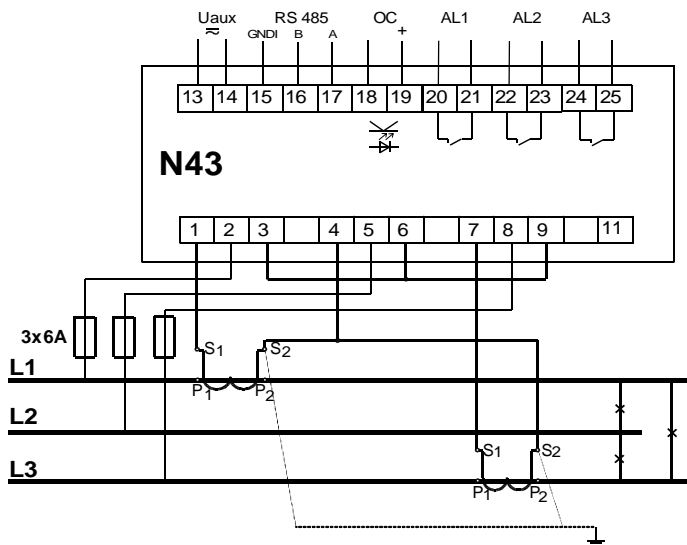 Uaux RS 485 OC AL1 AL2 AL3
GNDI B A +
13 14 15 16 17 18 19 20 21 22 23 24 25
N43
1 2 3 4 5 6 7 8 9 11
3x6A
S1 S2
L1
P1 P2
L2
S1 S2
L3
P1 P2